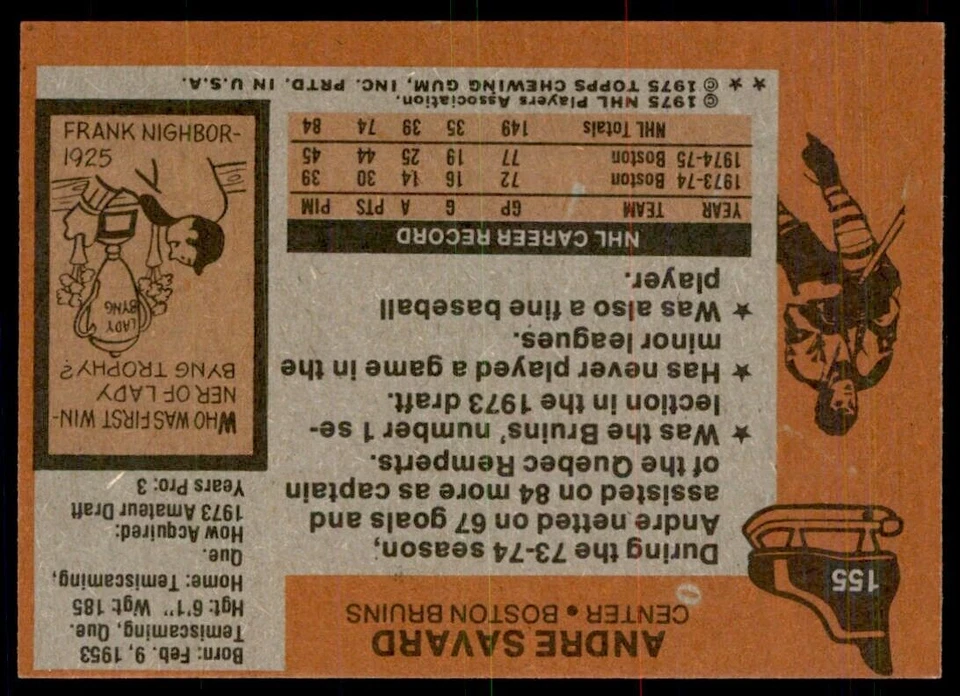 155
ANDRE SAVARD
CENTER • BOSTON BRUINS
Born: Feb. 9, 1953
Temiscaming, Que.
Hgt: 6'1" Wgt: 185
Home: Temiscaming,
Que.
How Acquired:
1973 Amateur Draft
Years Pro: 3
During the 73-74 season,
Andre netted on 67 goals and
assisted on 84 more as captain
of the Quebec Remperts.
★ Was the Bruins' number 1 se-
lection in the 1973 draft.
★ Has never played a game in the
minor leagues.
★ Was also a fine baseball
player.
WHO WAS FIRST WIN-
NER OF LADY
BYNG TROPHY?
LADY
BYNG
FRANK NIGHBOR-
1925
NHL CAREER RECORD
YEAR TEAM GP G A PTS PIM
1973-74 Boston 72 16 14 30 39
1974-75 Boston 77 19 25 44 45
NHL Totals 149 35 39 74 84
© 1975 NHL Players Association.
★ ★ © 1975 TOPPS CHEWING GUM, INC. PRTD. IN U.S.A.